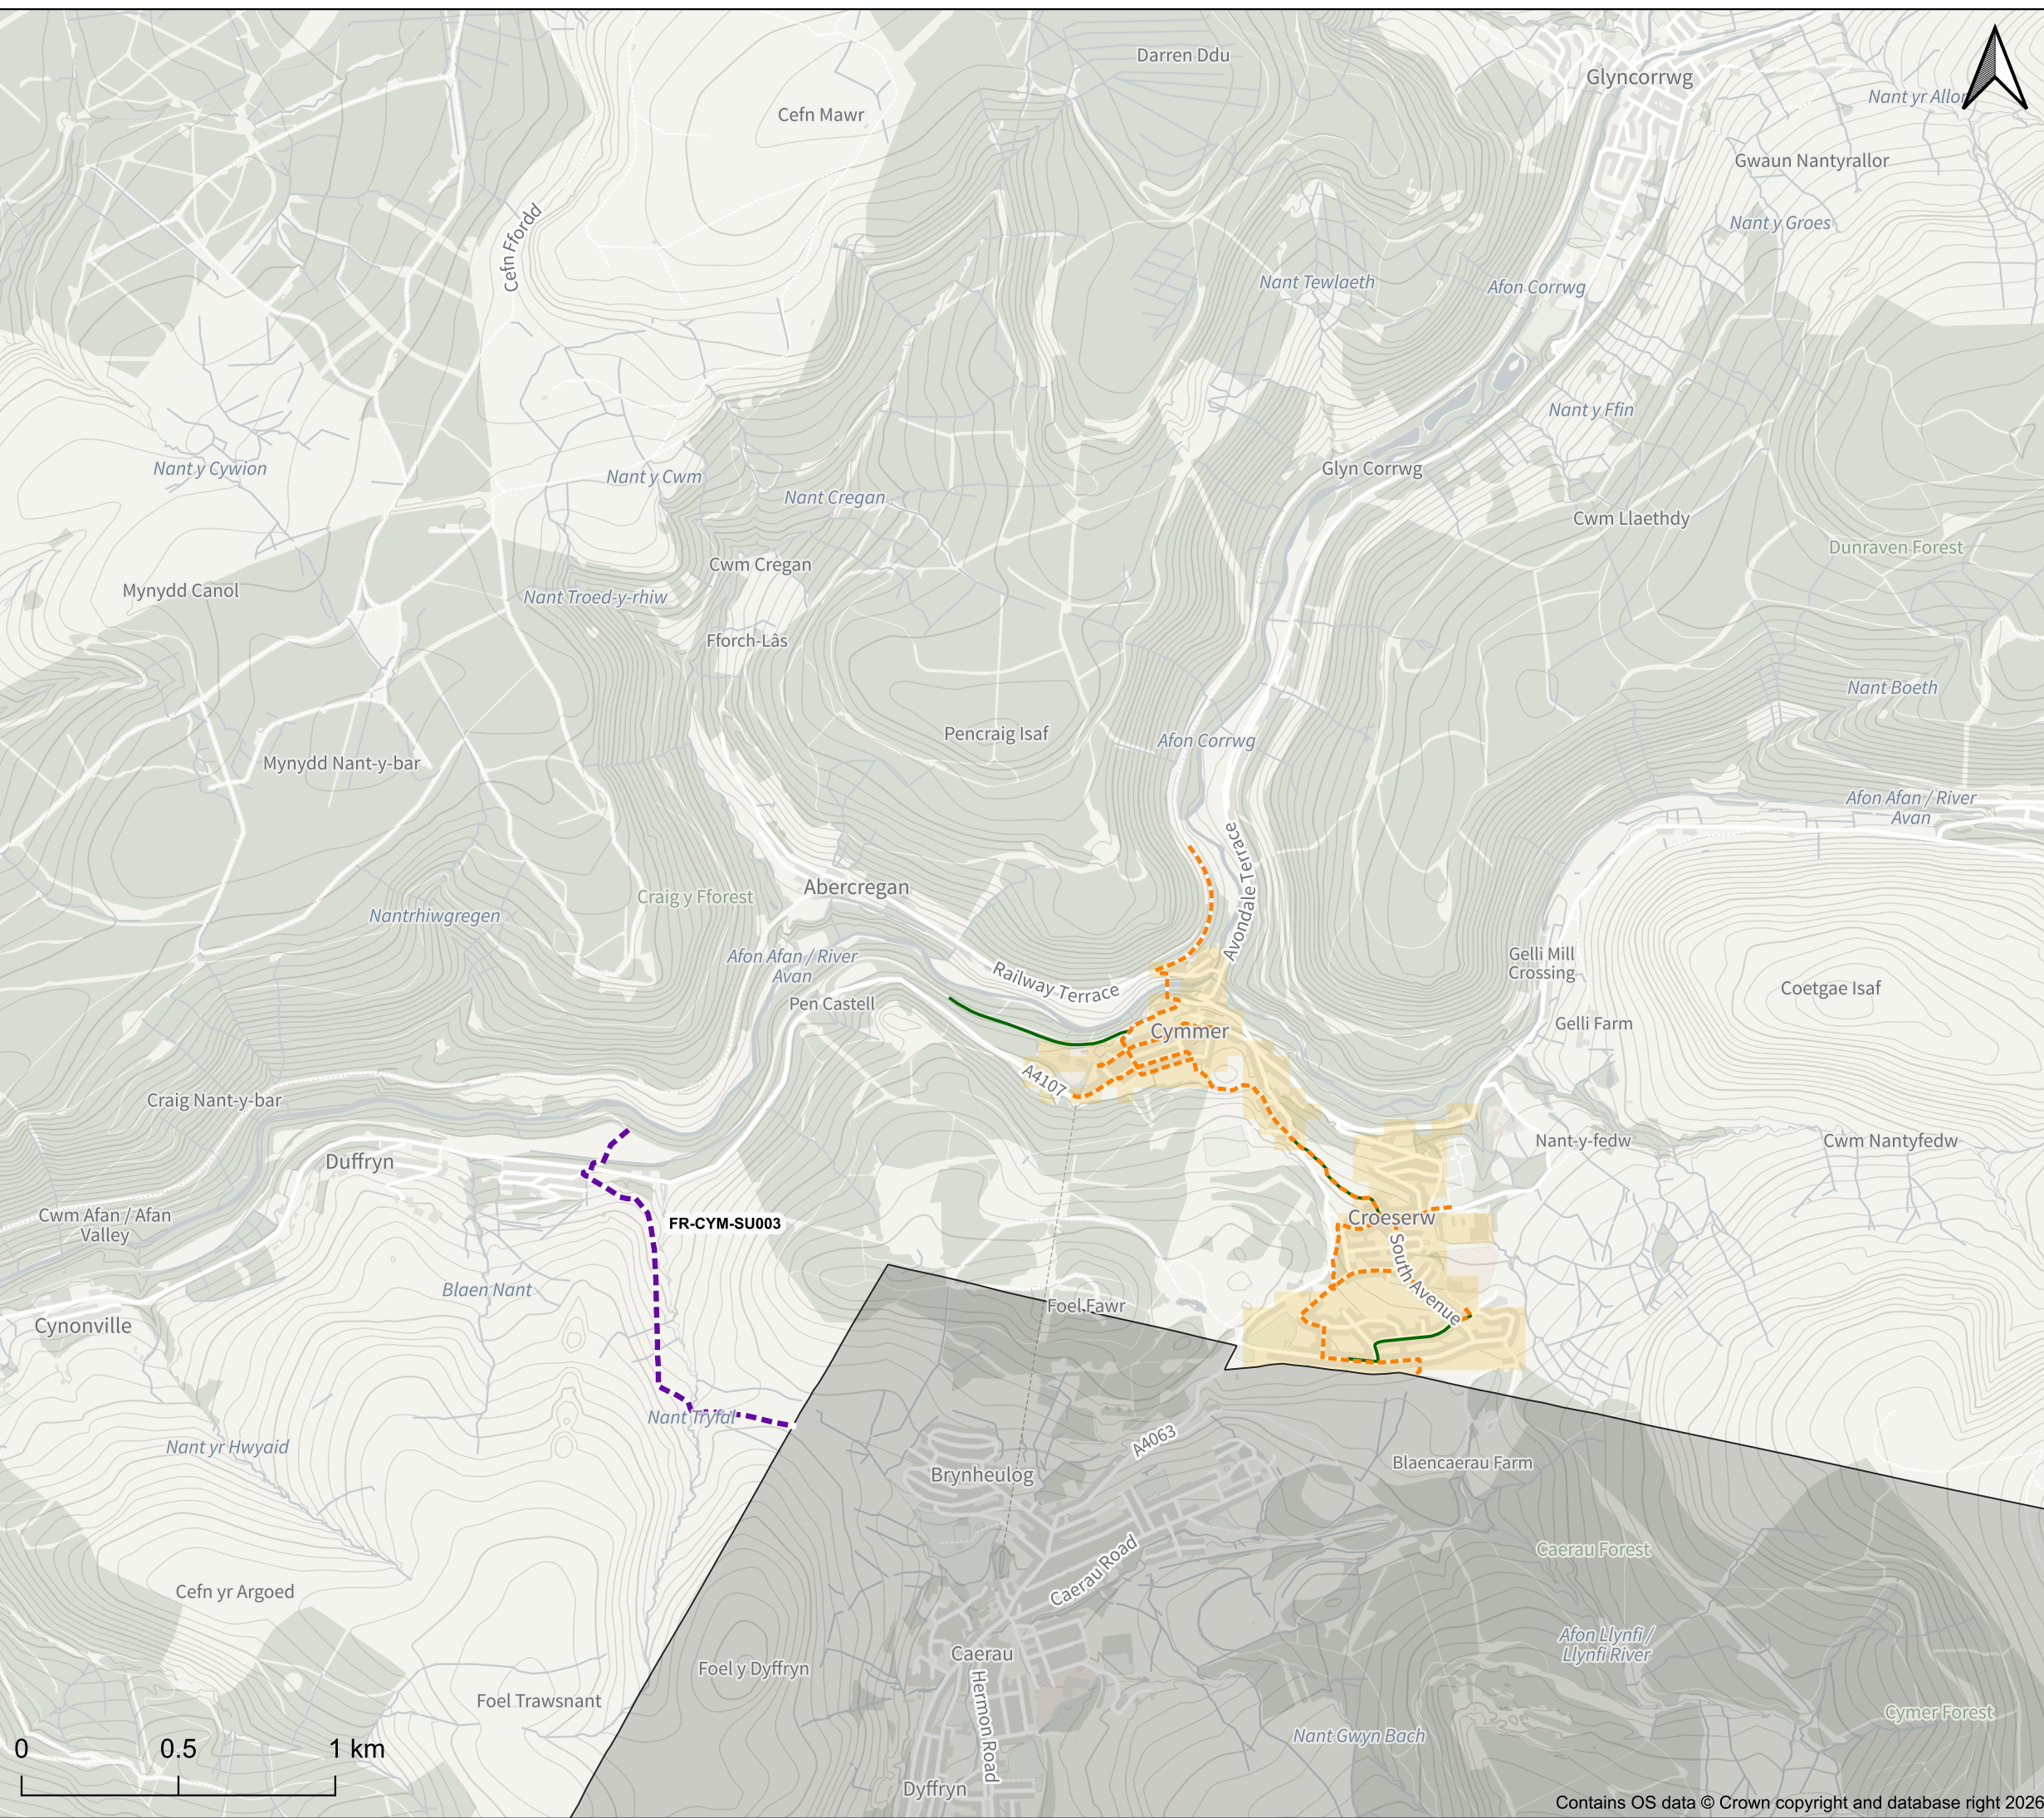 Darren Ddu
Glyncorrwg
Nant yr Allor
Cefn Mawr
Gwaun Nantyrallor
Nant y Groes
Cefn Ffordd
Nant Tewlaeth
Afon Corrwg
Nant y Ffin
Nant y Cywion
Nant y Cwm
Nant Cregan
Glyn Corrwg
Cwm Llaethdy
Dunraven Forest
Cwm Cregan
Mynydd Canol
Nant Troed-y-rhiw
Fforch-Lâs
Nant Boeth
Pencraig Isaf
Afon Corrwg
Mynydd Nant-y-bar
Afon Afan / River
Avan
Avondale Terrace
Abercregan
Craig y Fforest
Nantrhiwgregen
Afon Afan / River
Avan
Railway Terrace
Gelli Mill
Crossing
Coetgae Isaf
Pen Castell
Cymmer
Gelli Farm
A4107
Craig Nant-y-bar
Nant-y-fedw
Cwm Nantyfedw
Duffryn
Cwm Afan / Afan
Valley
FR-CYM-SU003
Croeserw
South Avenue
Blaen Nant
Foel Fawr
Cynonville
Nant Tryfal
Nant yr Hwyaid
A4063
Blaencaerau Farm
Brynheulog
Caerau Road
Caerau Forest
Cefn yr Argoed
Afon Llynfi /
Llynfi River
Caerau
Foel y Dyffryn
Hermon Road
Foel Trawsnant
Cymer Forest
Nant Gwyn Bach
0 0.5 1 km
Dyffryn
Contains OS data © Crown copyright and database right 2026